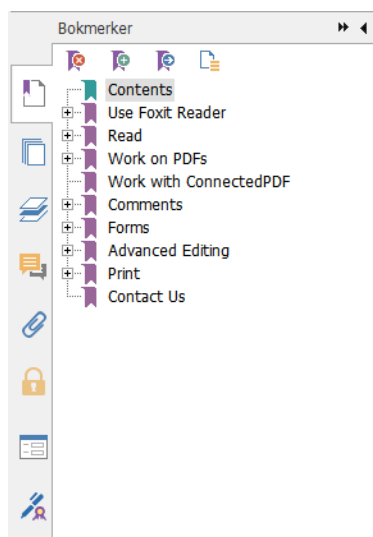 Bokmerker
Contents
Use Foxit Reader
Read
Work on PDFs
Work with ConnectedPDF
Comments
Forms
Advanced Editing
Print
Contact Us